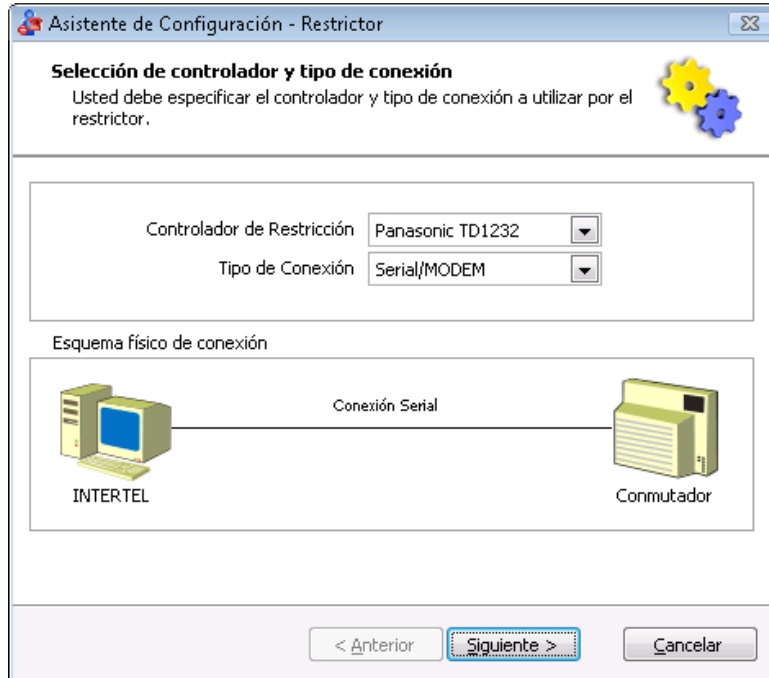 Asistente de Configuración - Restrictor
Selección de controlador y tipo de conexión
Usted debe especificar el controlador y tipo de conexión a utilizar por el
restrictor.
Controlador de Restricción Panasonic TD1232
Tipo de Conexión Serial/MODEM
Esquema físico de conexión
Conexión Serial
INTERTEL Conmutador
< Anterior Siguiente > Cancelar